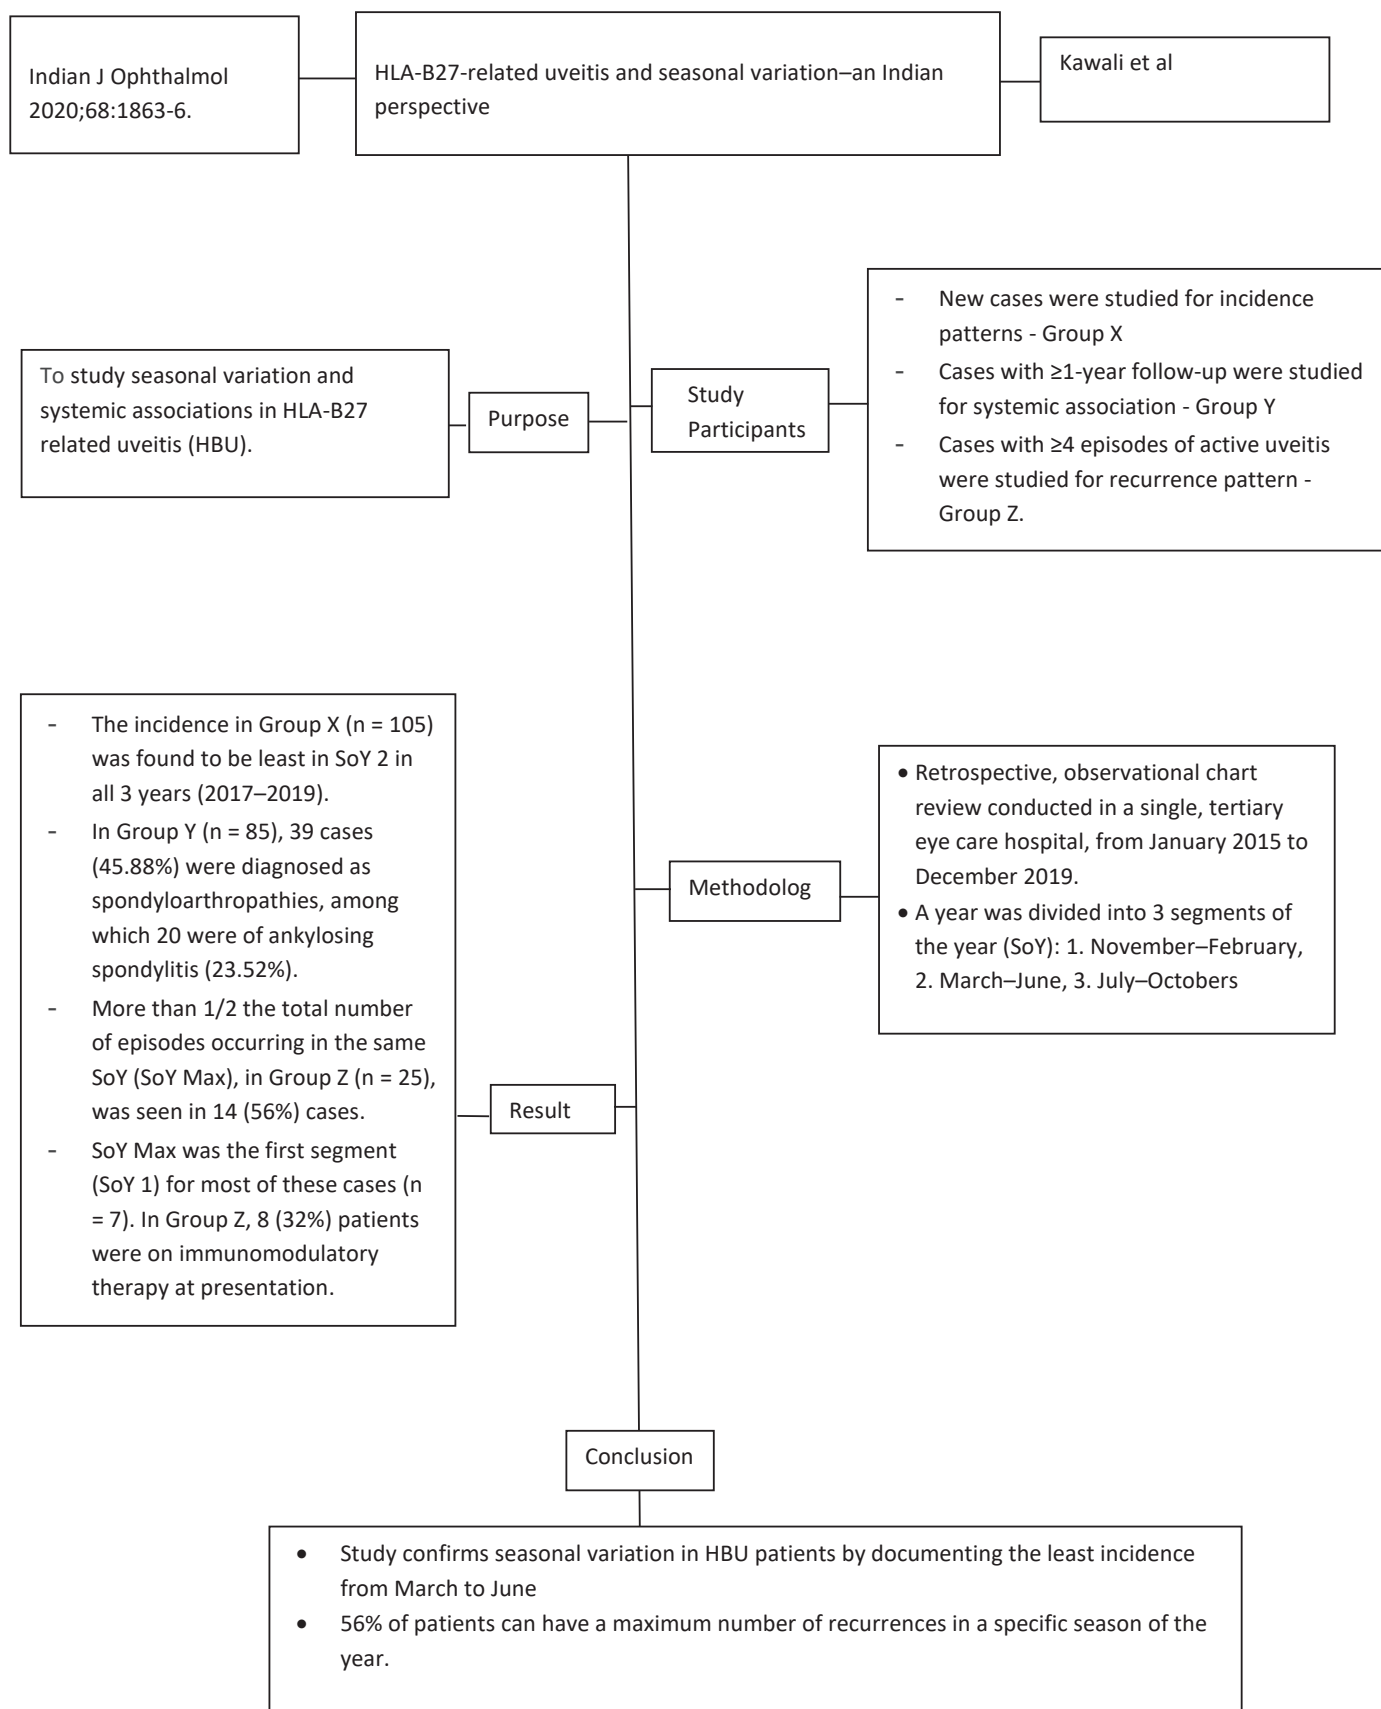 Indian J Ophthalmol
2020;68:1863-6.
HLA-B27-related uveitis and seasonal variation–an Indian
perspective
Kawali et al
To study seasonal variation and
systemic associations in HLA-B27
related uveitis (HBU).
Purpose
Study
Participants
- New cases were studied for incidence
patterns - Group X
- Cases with ≥1-year follow-up were studied
for systemic association - Group Y
- Cases with ≥4 episodes of active uveitis
were studied for recurrence pattern -
Group Z.
- The incidence in Group X (n = 105)
was found to be least in SoY 2 in
all 3 years (2017–2019).
- In Group Y (n = 85), 39 cases
(45.88%) were diagnosed as
spondyloarthropathies, among
which 20 were of ankylosing
spondylitis (23.52%).
- More than 1/2 the total number
of episodes occurring in the same
SoY (SoY Max), in Group Z (n = 25),
was seen in 14 (56%) cases.
- SoY Max was the first segment
(SoY 1) for most of these cases (n
= 7). In Group Z, 8 (32%) patients
were on immunomodulatory
therapy at presentation.
Result
Methodolog
• Retrospective, observational chart
review conducted in a single, tertiary
eye care hospital, from January 2015 to
December 2019.
• A year was divided into 3 segments of
the year (SoY): 1. November–February,
2. March–June, 3. July–Octobers
Conclusion
• Study confirms seasonal variation in HBU patients by documenting the least incidence
from March to June
• 56% of patients can have a maximum number of recurrences in a specific season of the
year.